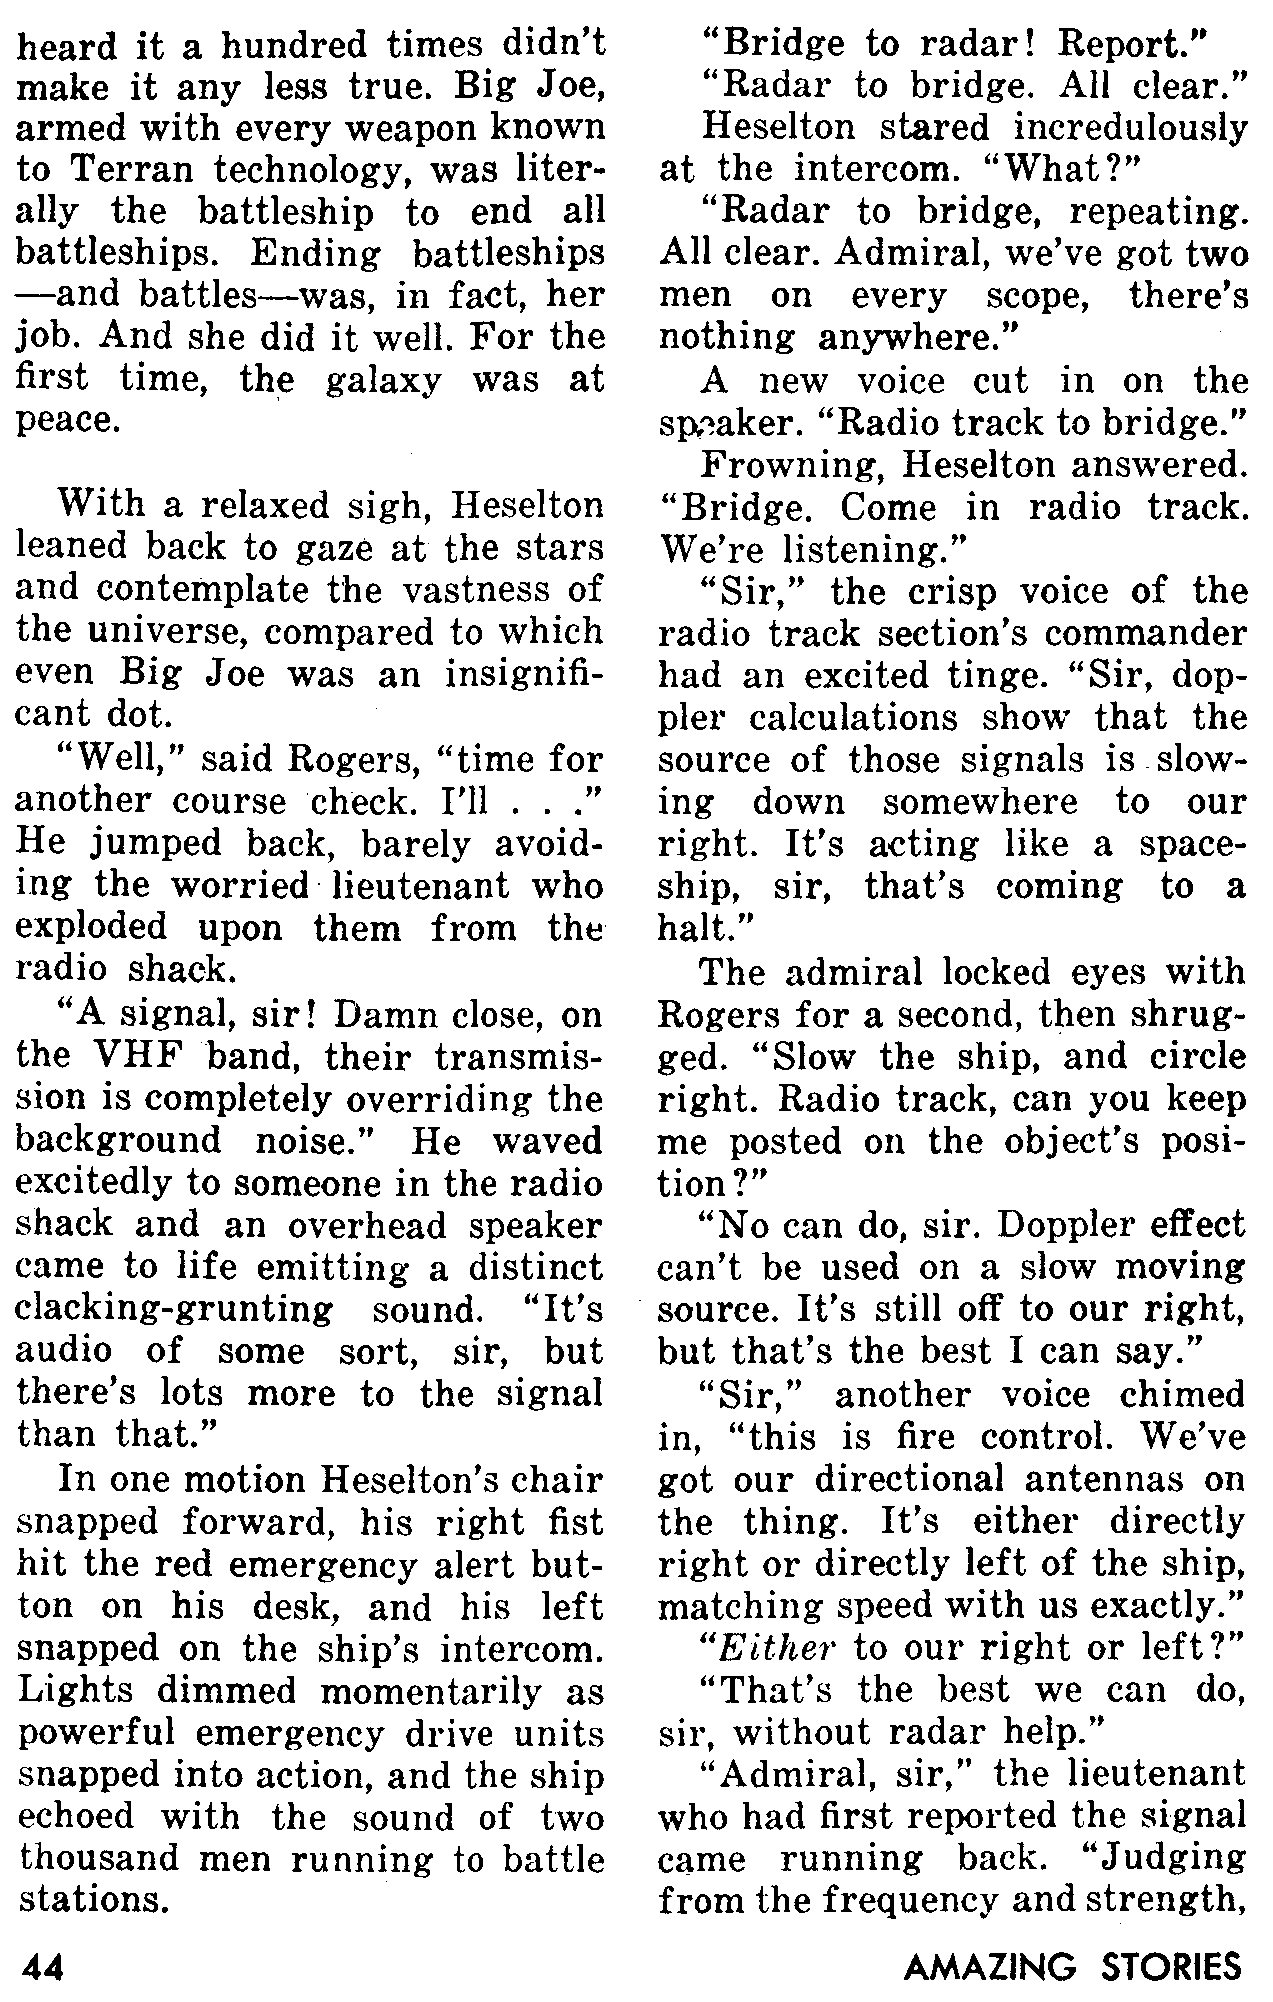 heard it a hundred times didn't
make it any less true. Big Joe,
armed with every weapon known
to Terran technology, was liter-
ally the battleship to end all
battleships. Ending battleships
—and battles—was, in fact, her
job. And she did it well. For the
first time, the galaxy was at
peace.
With a relaxed sigh, Heselton
leaned back to gaze at the stars
and contemplate the vastness of
the universe, compared to which
even Big Joe was an insignifi-
cant dot.
“Well,” said Rogers, “time for
another course check. I'll . . .”
He jumped back, barely avoid-
ing the worried lieutenant who
exploded upon them from the
radio shack.
“A signal, sir! Damn close, on
the VHF band, their transmis-
sion is completely overriding the
background noise.” He waved
excitedly to someone in the radio
shack and an overhead speaker
came to life emitting a distinct
clacking-grunting sound. “It's
audio of some sort, sir, but
there's lots more to the signal
than that.”
In one motion Heselton's chair
snapped forward, his right fist
hit the red emergency alert but-
ton on his desk, and his left
snapped on the ship's intercom.
Lights dimmed momentarily as
powerful emergency drive units
snapped into action, and the ship
echoed with the sound of two
thousand men running to battle
stations.
“Bridge to radar! Report.”
“Radar to bridge. All clear.”
Heselton stared incredulously
at the intercom. “What?”
“Radar to bridge, repeating.
All clear. Admiral, we've got two
men on every scope, there's
nothing anywhere.”
A new voice cut in on the
speaker. “Radio track to bridge.”
Frowning, Heselton answered.
“Bridge. Come in radio track.
We're listening.”
“Sir,” the crisp voice of the
radio track section's commander
had an excited tinge. “Sir, dop-
pler calculations show that the
source of those signals is slow-
ing down somewhere to our
right. It's acting like a space-
ship, sir, that's coming to a
halt.”
The admiral locked eyes with
Rogers for a second, then shrug-
ged. “Slow the ship, and circle
right. Radio track, can you keep
me posted on the object's posi-
tion?”
“No can do, sir. Doppler effect
can't be used on a slow moving
source. It's still off to our right,
but that's the best I can say.”
“Sir,” another voice chimed
in, “this is fire control. We've
got our directional antennas on
the thing. It's either directly
right or directly left of the ship,
matching speed with us exactly.”
“Either to our right or left?”
“That's the best we can do,
sir, without radar help.”
“Admiral, sir,” the lieutenant
who had first reported the signal
came running back. “Judging
from the frequency and strength,
44
AMAZING STORIES